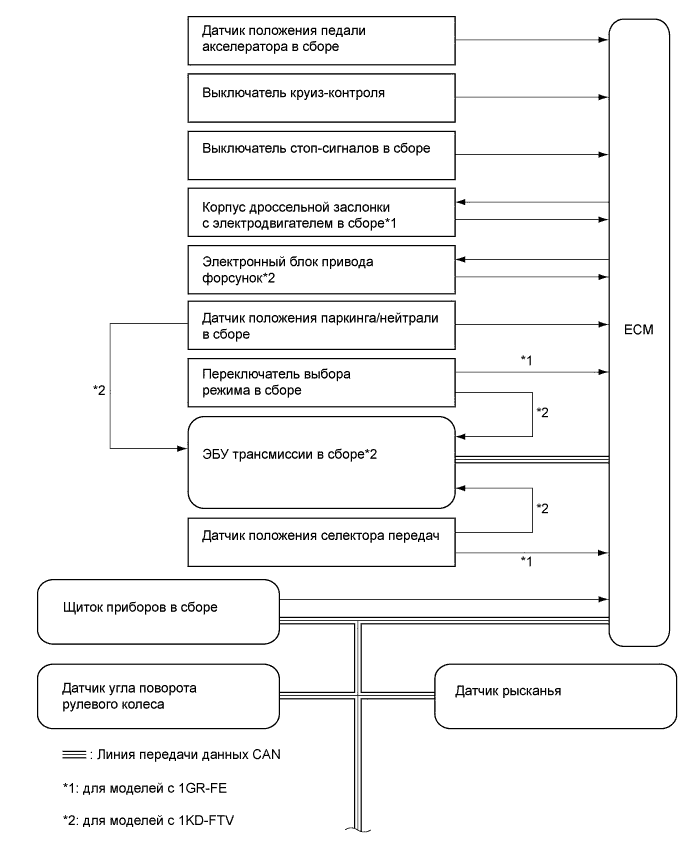 Датчик положения педали
акселератора в сборе
Выключатель круиз-контроля
Выключатель стоп-сигналов в сборе
Корпус дроссельной заслонки
с электродвигателем в сборе*1
Электронный блок привода
форсунок*2
Датчик положения паркинга/нейтрали
в сборе
ECM
*2
Переключатель выбора
режима в сборе
*1
*2
ЭБУ трансмиссии в сборе*2
*2
Датчик положения селектора передач
*1
Щиток приборов в сборе
Датчик угла поворота
рулевого колеса
Датчик рысканья
: Линия передачи данных CAN
*1: для моделей с 1GR-FE
*2: для моделей с 1KD-FTV